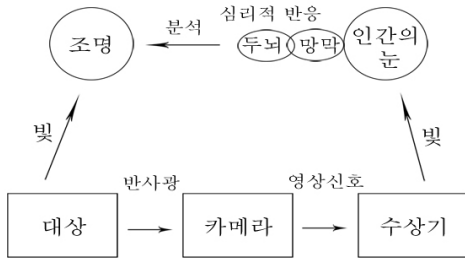 심리적 반응
분석
조명
두뇌
망막
인간의
눈
빛
빛
반사광
영상신호
대상
카메라
수상기